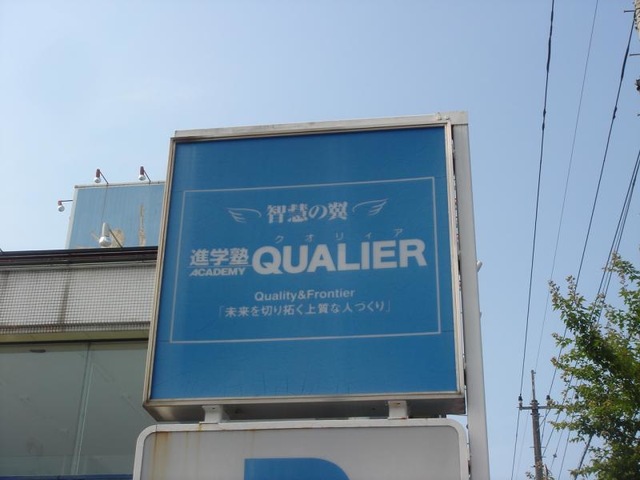 智慧の翼
クオリィア
進学塾 QUALIER
ACADEMY
Quality&Frontier
「未来を切り拓く上質な人づくり」